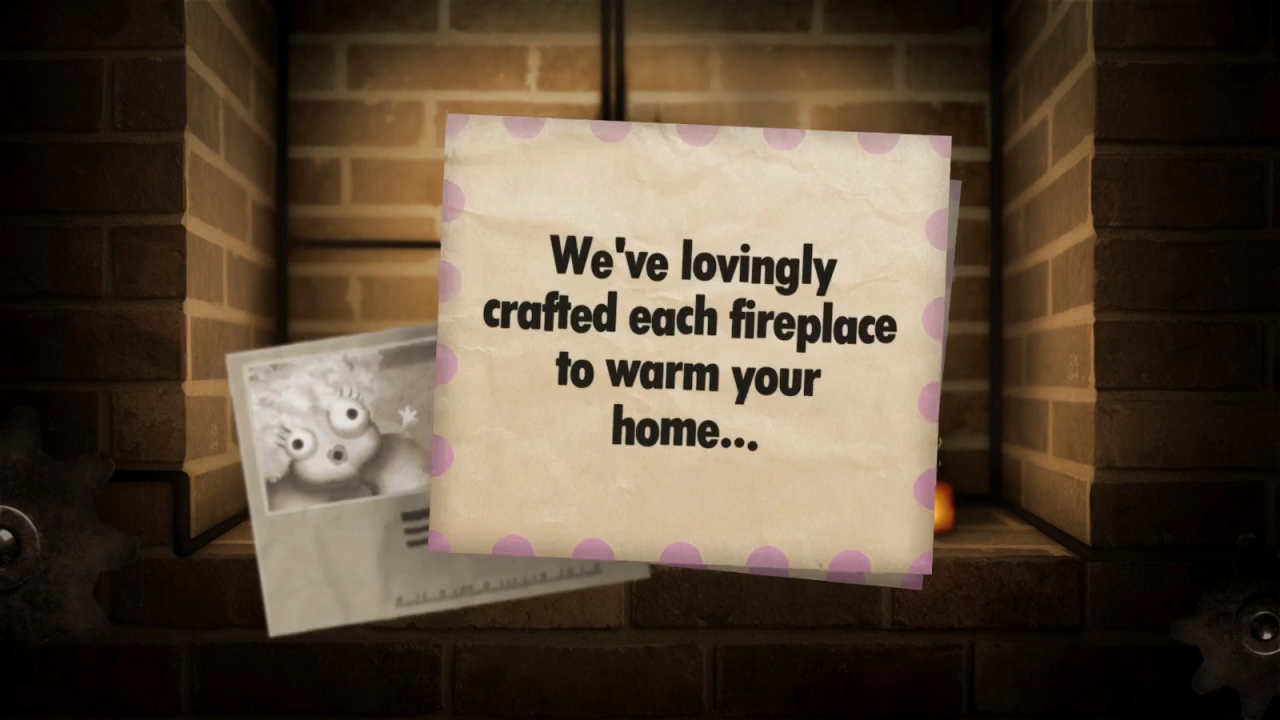 We've lovingly
crafted each fireplace
to warm your
home...